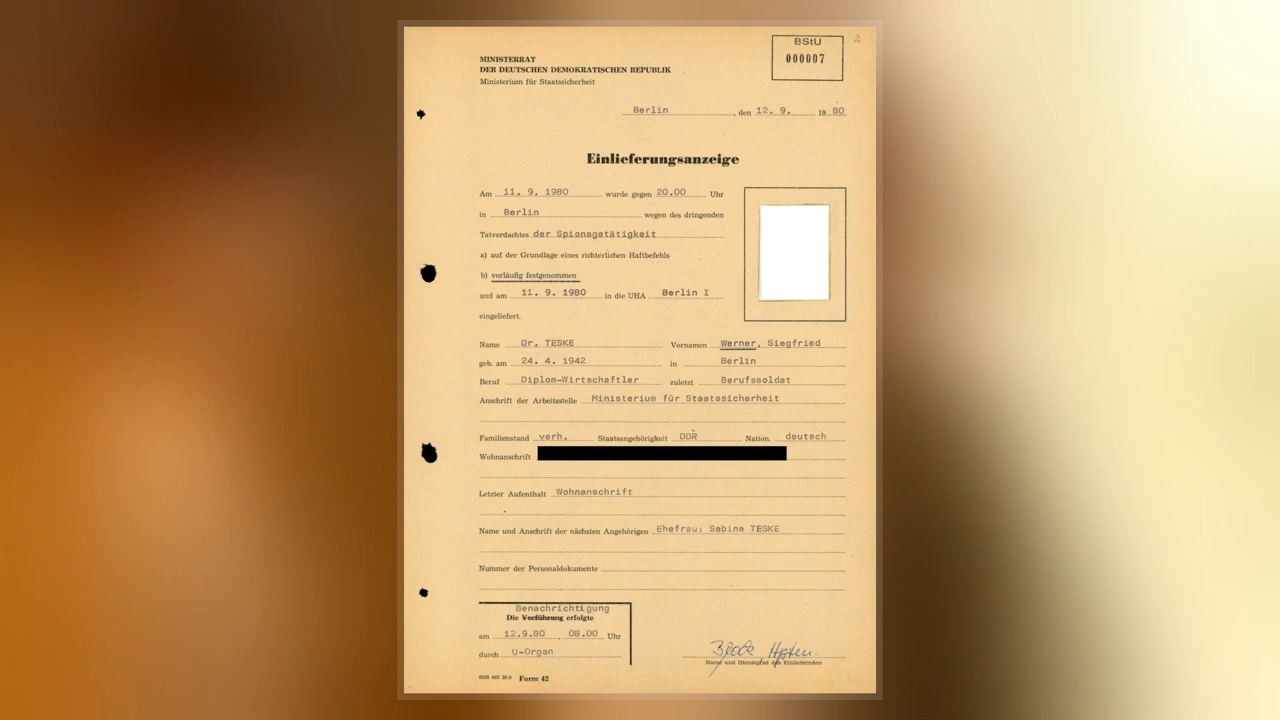 BStU
000007
2
MINISTERRAT
DER DEUTSCHEN DEMOKRATISCHEN REPUBLIK
Ministerium für Staatssicherheit
Berlin, den 12. 9. 19 80
Einlieferungsanzeige
Am 11. 9. 1980 wurde gegen 20.00 Uhr
in Berlin wegen des dringenden
Tatverdachtes der Spionagetätigkeit
a) auf der Grundlage eines richterlichen Haftbefehls
b) vorläufig festgenommen
und am 11. 9. 1980 in die UHA Berlin I
eingeliefert.
Name Dr. TESKE Vornamen Werner, Siegfried
geb. am 24. 4. 1942 in Berlin
Beruf Diplom-Wirtschaftler zuletzt Berufssoldat
Anschrift der Arbeitsstelle Ministerium für Staatssicherheit
Familienstand verh. Staatsangehörigkeit DDR Nation. deutsch
Wohnanschrift
Letzter Aufenthalt Wohnanschrift
Name und Anschrift der nächsten Angehörigen Ehefrau: Sabine TESKE
Nummer der Personaldokumente
Benachrichtigung
Die Vorführung erfolgte
am 12.9.80, 08.00 Uhr
durch U-Organ
Name und Dienstgrad des Einliefernden
Form 42